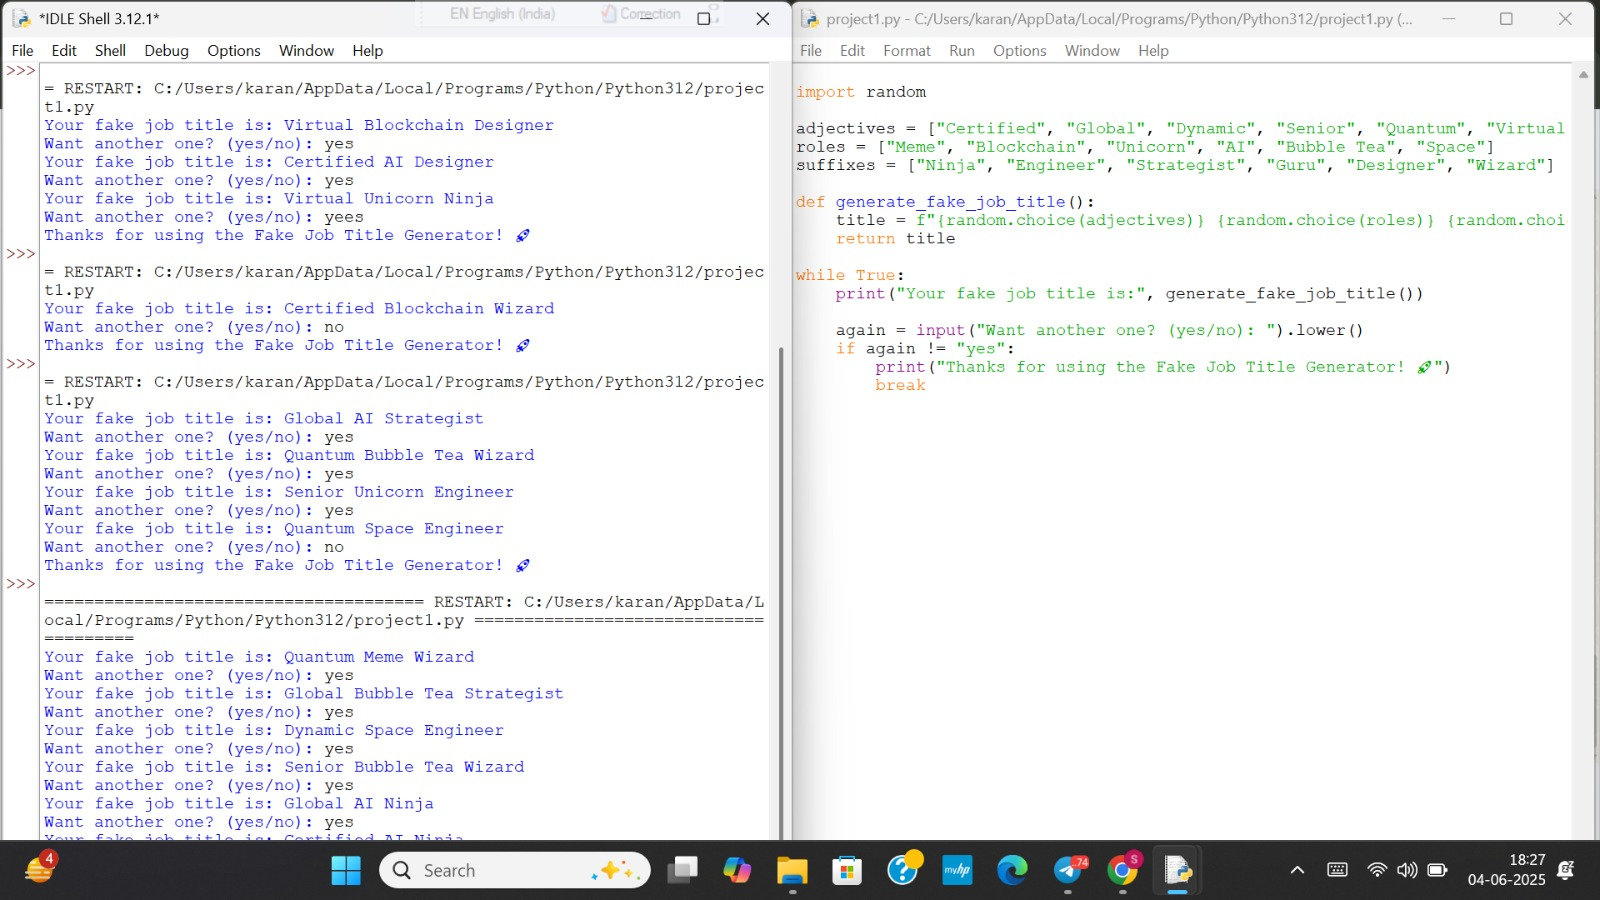 *IDLE Shell 3.12.1*
EN English (India) Correction
File Edit Shell Debug Options Window Help
>>>
= RESTART: C:/Users/karan/AppData/Local/Programs/Python/Python312/projec
t1.py
Your fake job title is: Virtual Blockchain Designer
Want another one? (yes/no): yes
Your fake job title is: Certified AI Designer
Want another one? (yes/no): yes
Your fake job title is: Virtual Unicorn Ninja
Want another one? (yes/no): yees
Thanks for using the Fake Job Title Generator! 🚀
>>>
= RESTART: C:/Users/karan/AppData/Local/Programs/Python/Python312/projec
t1.py
Your fake job title is: Certified Blockchain Wizard
Want another one? (yes/no): no
Thanks for using the Fake Job Title Generator! 🚀
>>>
= RESTART: C:/Users/karan/AppData/Local/Programs/Python/Python312/projec
t1.py
Your fake job title is: Global AI Strategist
Want another one? (yes/no): yes
Your fake job title is: Quantum Bubble Tea Wizard
Want another one? (yes/no): yes
Your fake job title is: Senior Unicorn Engineer
Want another one? (yes/no): yes
Your fake job title is: Quantum Space Engineer
Want another one? (yes/no): no
Thanks for using the Fake Job Title Generator! 🚀
>>>
====================================== RESTART: C:/Users/karan/AppData/L
ocal/Programs/Python/Python312/project1.py =============================
=========
Your fake job title is: Quantum Meme Wizard
Want another one? (yes/no): yes
Your fake job title is: Global Bubble Tea Strategist
Want another one? (yes/no): yes
Your fake job title is: Dynamic Space Engineer
Want another one? (yes/no): yes
Your fake job title is: Senior Bubble Tea Wizard
Want another one? (yes/no): yes
Your fake job title is: Global AI Ninja
Want another one? (yes/no): yes
Your fake job title is: Certified AI Ninja
project1.py - C:/Users/karan/AppData/Local/Programs/Python/Python312/project1.py (...
File Edit Format Run Options Window Help
import random
adjectives = ["Certified", "Global", "Dynamic", "Senior", "Quantum", "Virtual
roles = ["Meme", "Blockchain", "Unicorn", "AI", "Bubble Tea", "Space"]
suffixes = ["Ninja", "Engineer", "Strategist", "Guru", "Designer", "Wizard"]
def generate_fake_job_title():
title = f"{random.choice(adjectives)} {random.choice(roles)} {random.choi
return title
while True:
print("Your fake job title is:", generate_fake_job_title())
again = input("Want another one? (yes/no): ").lower()
if again != "yes":
print("Thanks for using the Fake Job Title Generator! 🚀")
break
4
Search
myhp
74
S
18:27
04-06-2025